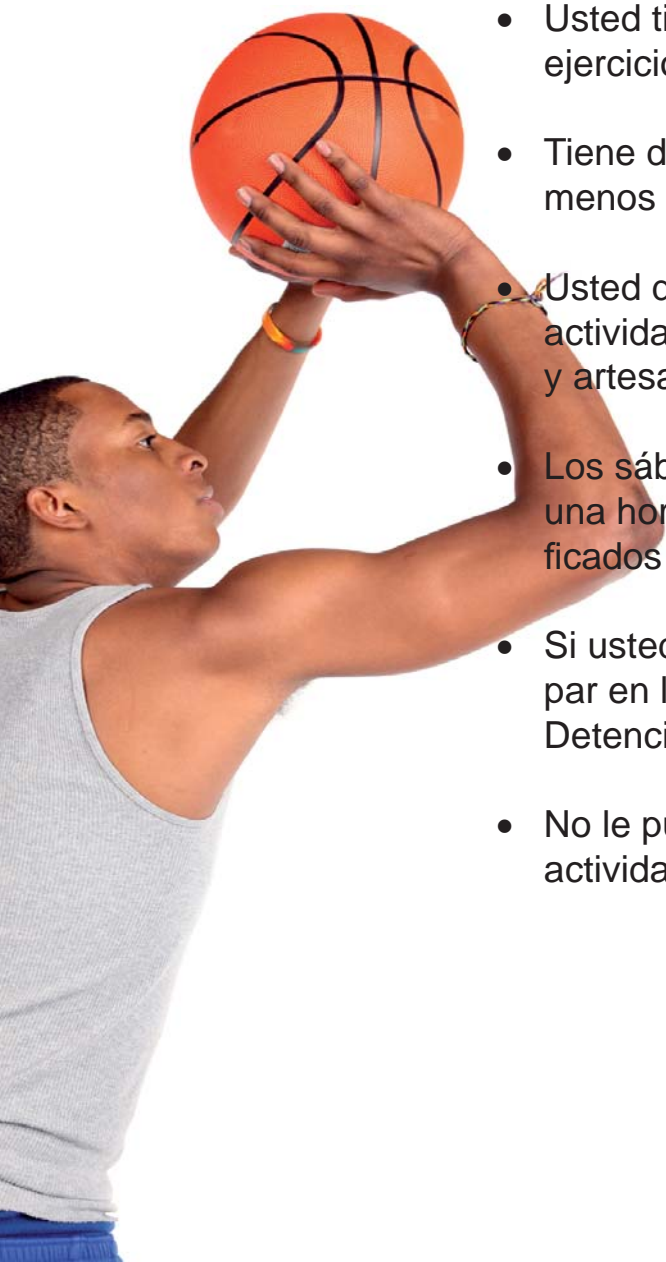 • Usted ti
ejercicio
• Tiene d
menos
• Usted
activida
y artesa
• Los sáb
una hor
ficados
• Si usted
par en l
Detenci
• No le pu
activida